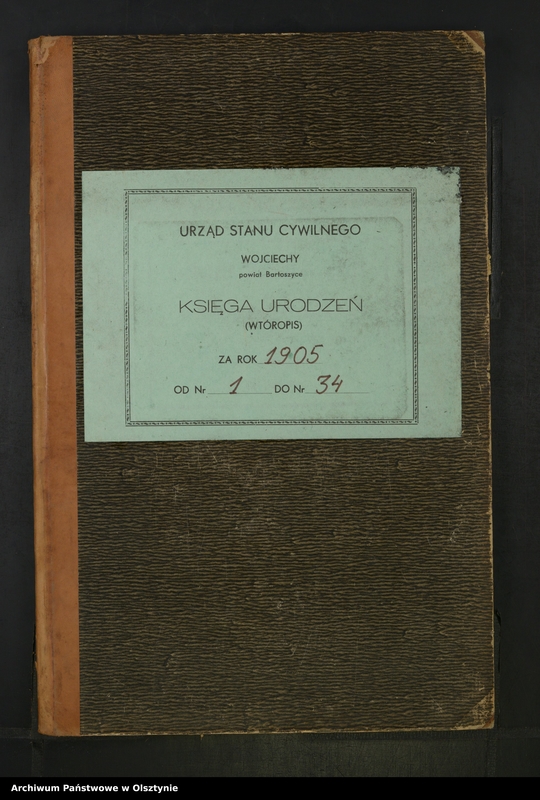 URZĄD STANU CYWILNEGO
WOJCIECHY
powiat Bartoszyce
KSIĘGA URODZEŃ
(WTÓROPIS)
ZA ROK 1905
OD Nr 1 DO Nr 34
Archiwum Państwowe w Olsztynie